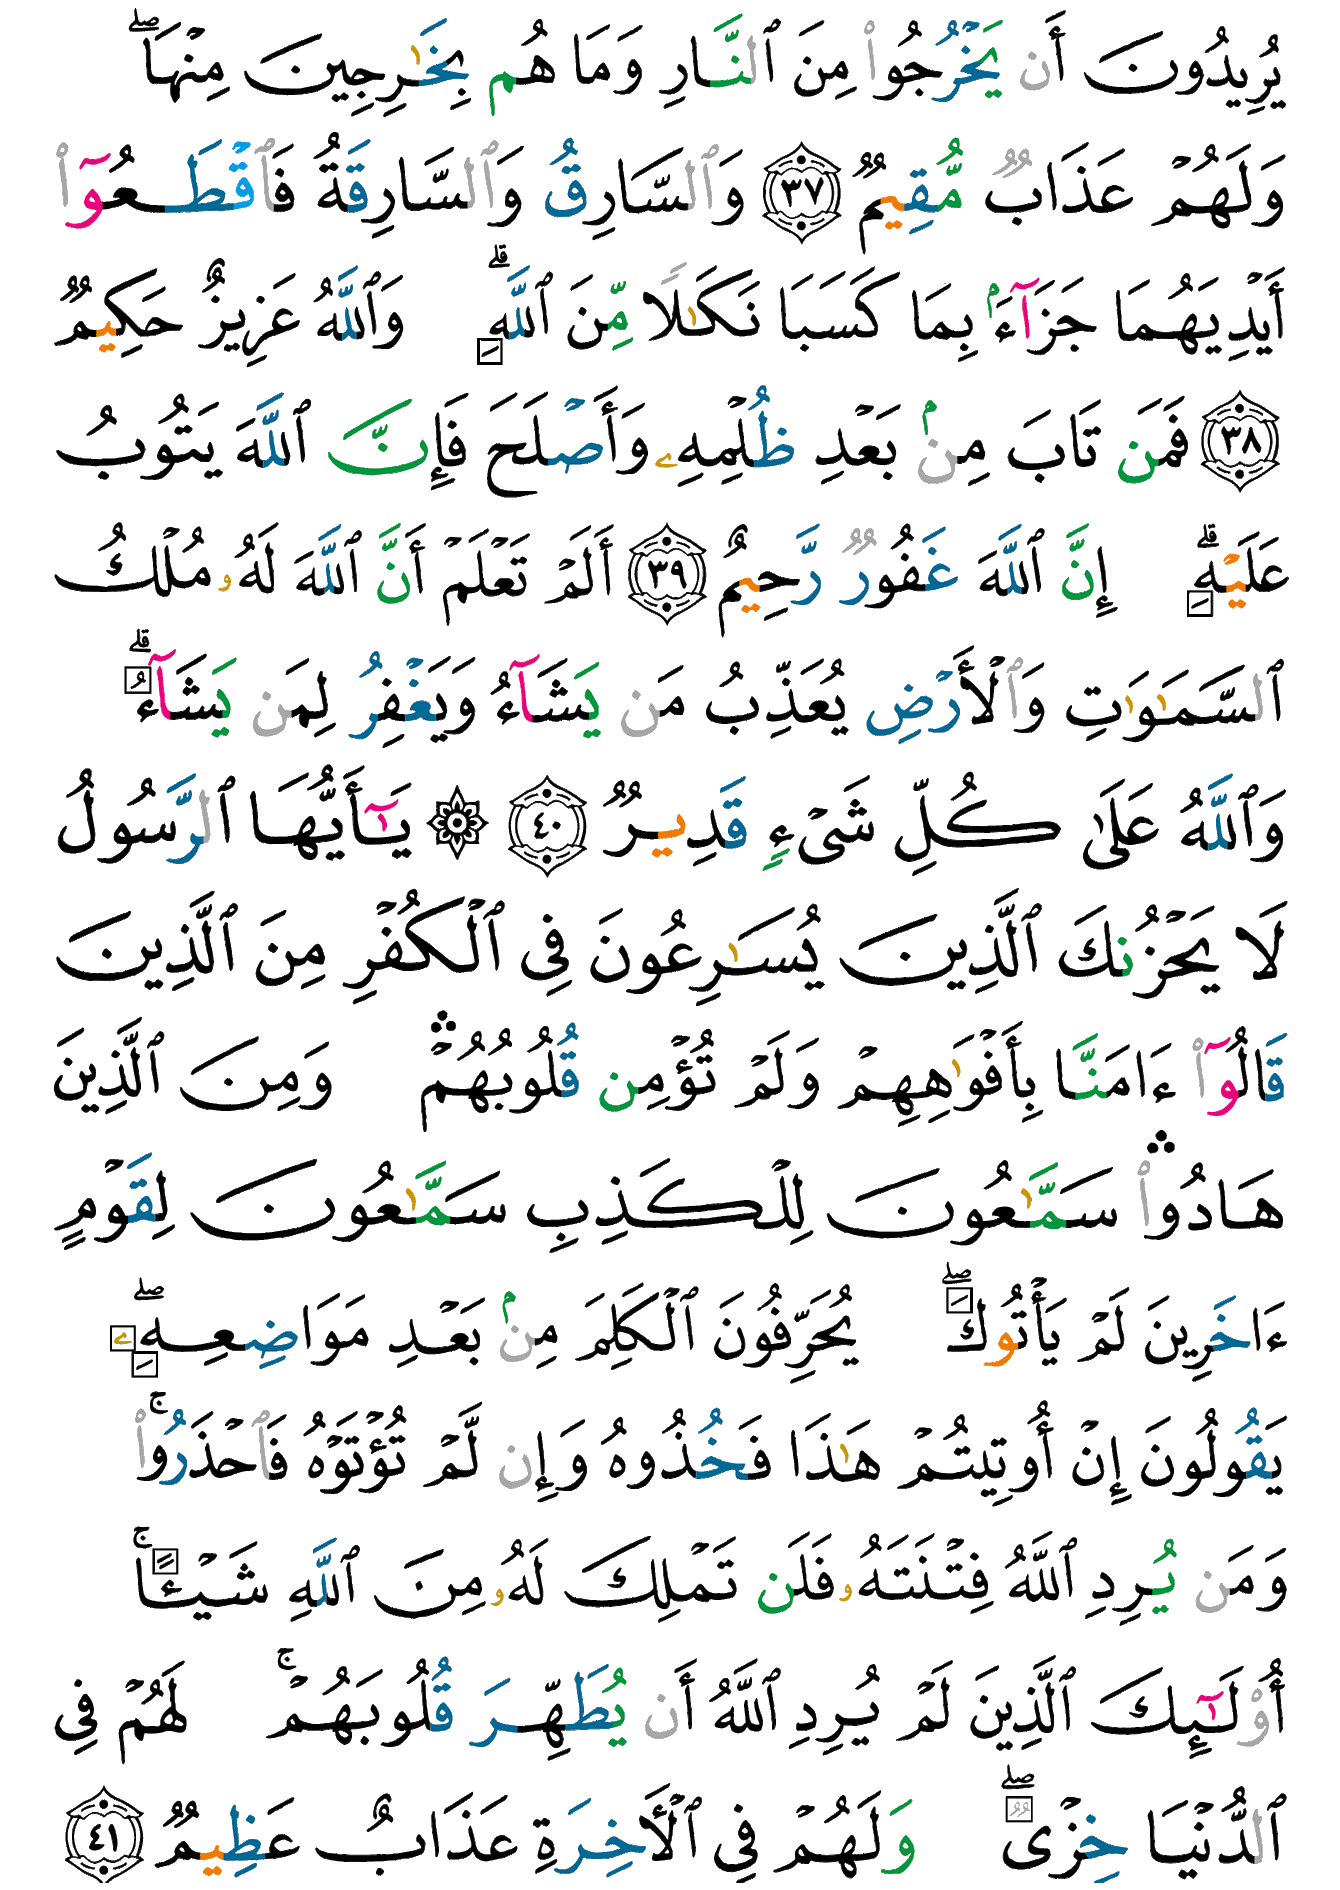 يُرِيدُونَ أَن يَخۡرُجُواْ مِنَ ٱلنَّارِ وَمَا هُم بِخَٰرِجِينَ مِنۡهَاۖ
وَلَهُمۡ عَذَابٞ مُّقِيمٞ ٣٧ وَٱلسَّارِقُ وَٱلسَّارِقَةُ فَٱقۡطَعُوٓاْ
أَيۡدِيَهُمَا جَزَآءَۢ بِمَا كَسَبَا نَكَٰلٗا مِّنَ ٱللَّهِۗ وَٱللَّهُ عَزِيزٌ حَكِيمٞ
٣٨ فَمَن تَابَ مِنۢ بَعۡدِ ظُلۡمِهِۦ وَأَصۡلَحَ فَإِنَّ ٱللَّهَ يَتُوبُ
عَلَيۡهِۗ إِنَّ ٱللَّهَ غَفُورٞ رَّحِيمٌ ٣٩ أَلَمۡ تَعۡلَمۡ أَنَّ ٱللَّهَ لَهُۥ مُلۡكُ
ٱلسَّمَٰوَٰتِ وَٱلۡأَرۡضِ يُعَذِّبُ مَن يَشَآءُ وَيَغۡفِرُ لِمَن يَشَآءُۗ
وَٱللَّهُ عَلَىٰ كُلِّ شَيۡءٖ قَدِيرٞ ٤٠ ۞ يَٰٓأَيُّهَا ٱلرَّسُولُ
لَا يَحۡزُنكَ ٱلَّذِينَ يُسَٰرِعُونَ فِي ٱلۡكُفۡرِ مِنَ ٱلَّذِينَ
قَالُوٓاْ ءَامَنَّا بِأَفۡوَٰهِهِمۡ وَلَمۡ تُؤۡمِن قُلُوبُهُمۡۛ وَمِنَ ٱلَّذِينَ
هَادُواْۛ سَمَّٰعُونَ لِلۡكَذِبِ سَمَّٰعُونَ لِقَوۡمٍ
ءَاخَرِينَ لَمۡ يَأۡتُوكَۖ يُحَرِّفُونَ ٱلۡكَلِمَ مِنۢ بَعۡدِ مَوَاضِعِهِۦۖ
يَقُولُونَ إِنۡ أُوتِيتُمۡ هَٰذَا فَخُذُوهُ وَإِن لَّمۡ تُؤۡتَوۡهُ فَٱحۡذَرُواْۚ
وَمَن يُرِدِ ٱللَّهُ فِتۡنَتَهُۥ فَلَن تَمۡلِكَ لَهُۥ مِنَ ٱللَّهِ شَيۡـًٔاۚ
أُوْلَٰٓئِكَ ٱلَّذِينَ لَمۡ يُرِدِ ٱللَّهُ أَن يُطَهِّرَ قُلُوبَهُمۡۚ لَهُمۡ فِي
ٱلدُّنۡيَا خِزۡيٞۖ وَلَهُمۡ فِي ٱلۡأٓخِرَةِ عَذَابٌ عَظِيمٞ ٤١